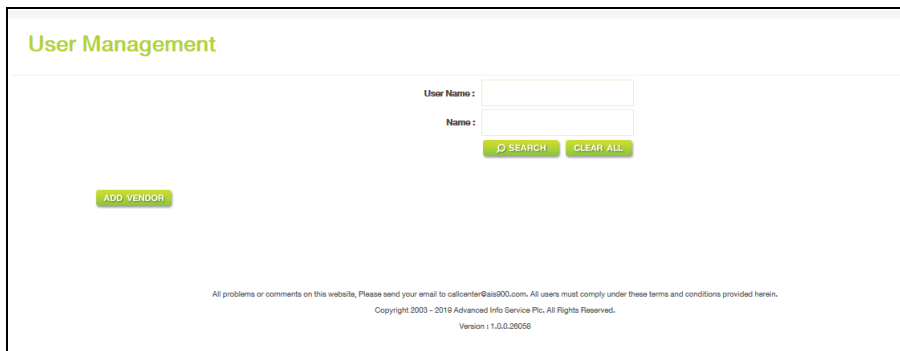 User Management
User Name :
Name :
SEARCH CLEAR ALL
ADD VENDOR
All problems or comments on this website, Please send your email to callcenter@ais900.com. All users must comply under these terms and conditions provided herein.
Copyright 2003 - 2019 Advanced Info Service Plc. All Rights Reserved.
Version : 1.0.0.26058